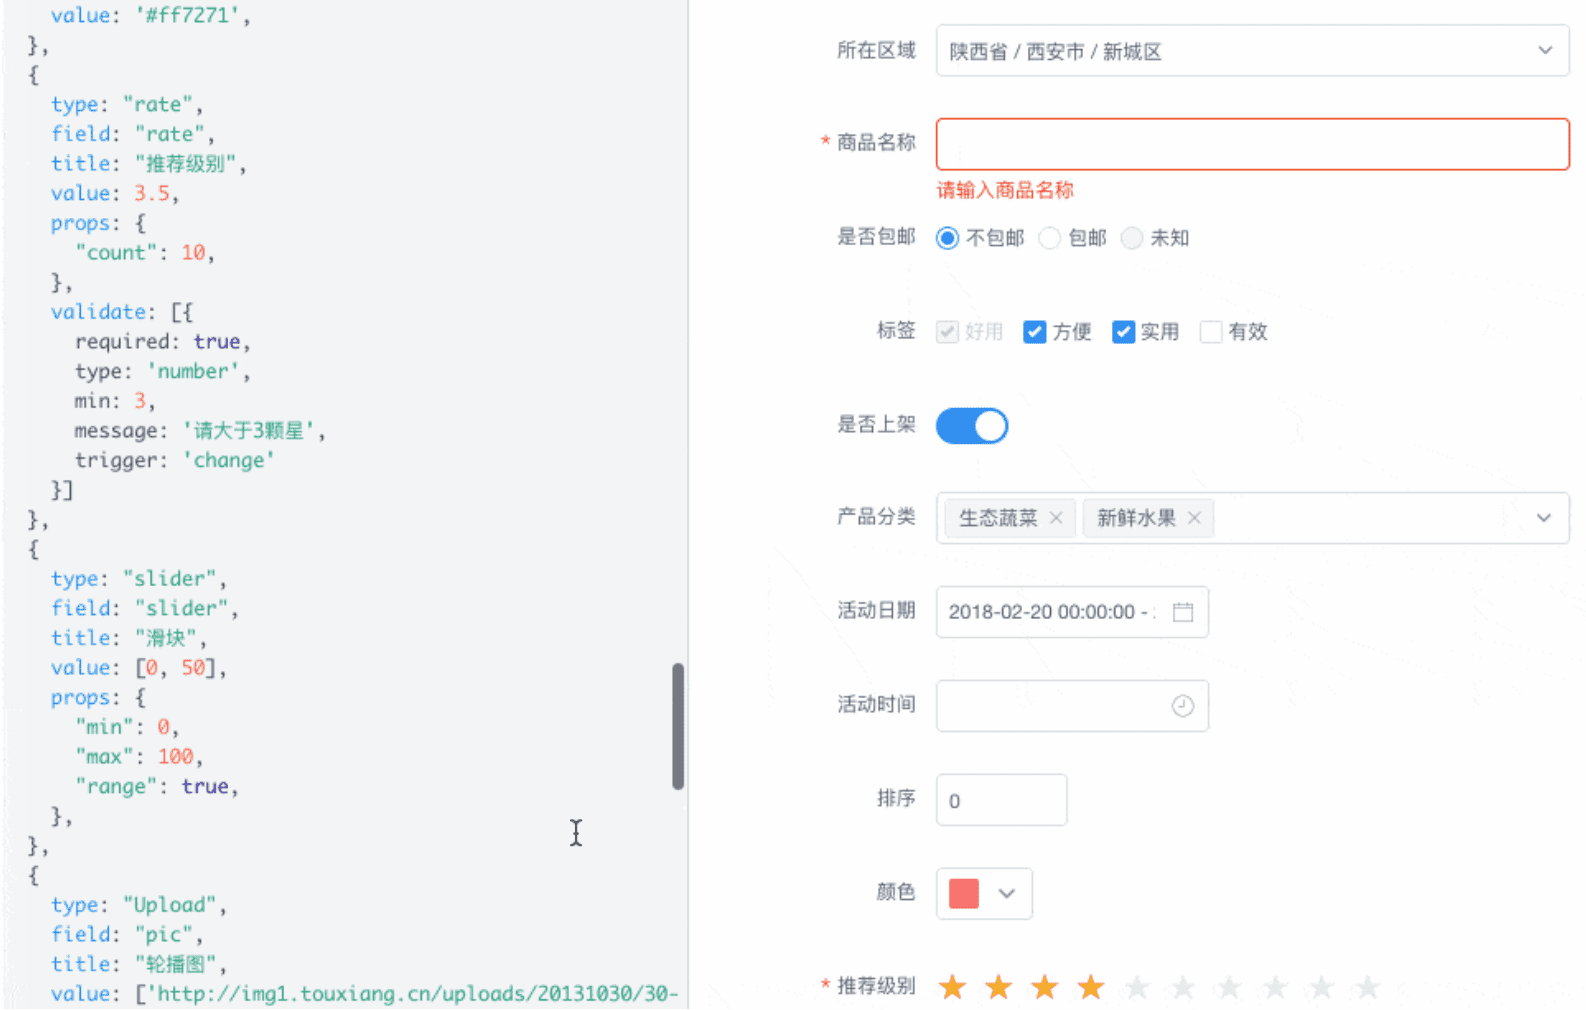 value: '#ff7271',
},
{
type: "rate",
field: "rate",
title: "推荐级别",
value: 3.5,
props: {
"count": 10,
},
validate: [{
required: true,
type: 'number',
min: 3,
message: '请大于3颗星',
trigger: 'change'
}]
},
{
type: "slider",
field: "slider",
title: "滑块",
value: [0, 50],
props: {
"min": 0,
"max": 100,
"range": true,
},
},
{
type: "Upload",
field: "pic",
title: "轮播图",
value: ['http://img1.touxiang.cn/uploads/20131030/30-
所在区域 陕西省 / 西安市 / 新城区
* 商品名称
请输入商品名称
是否包邮 不包邮 包邮 未知
标签 好用 方便 实用 有效
是否上架
产品分类 生态蔬菜 × 新鲜水果 ×
活动日期 2018-02-20 00:00:00 -
活动时间
排序 0
颜色
* 推荐级别